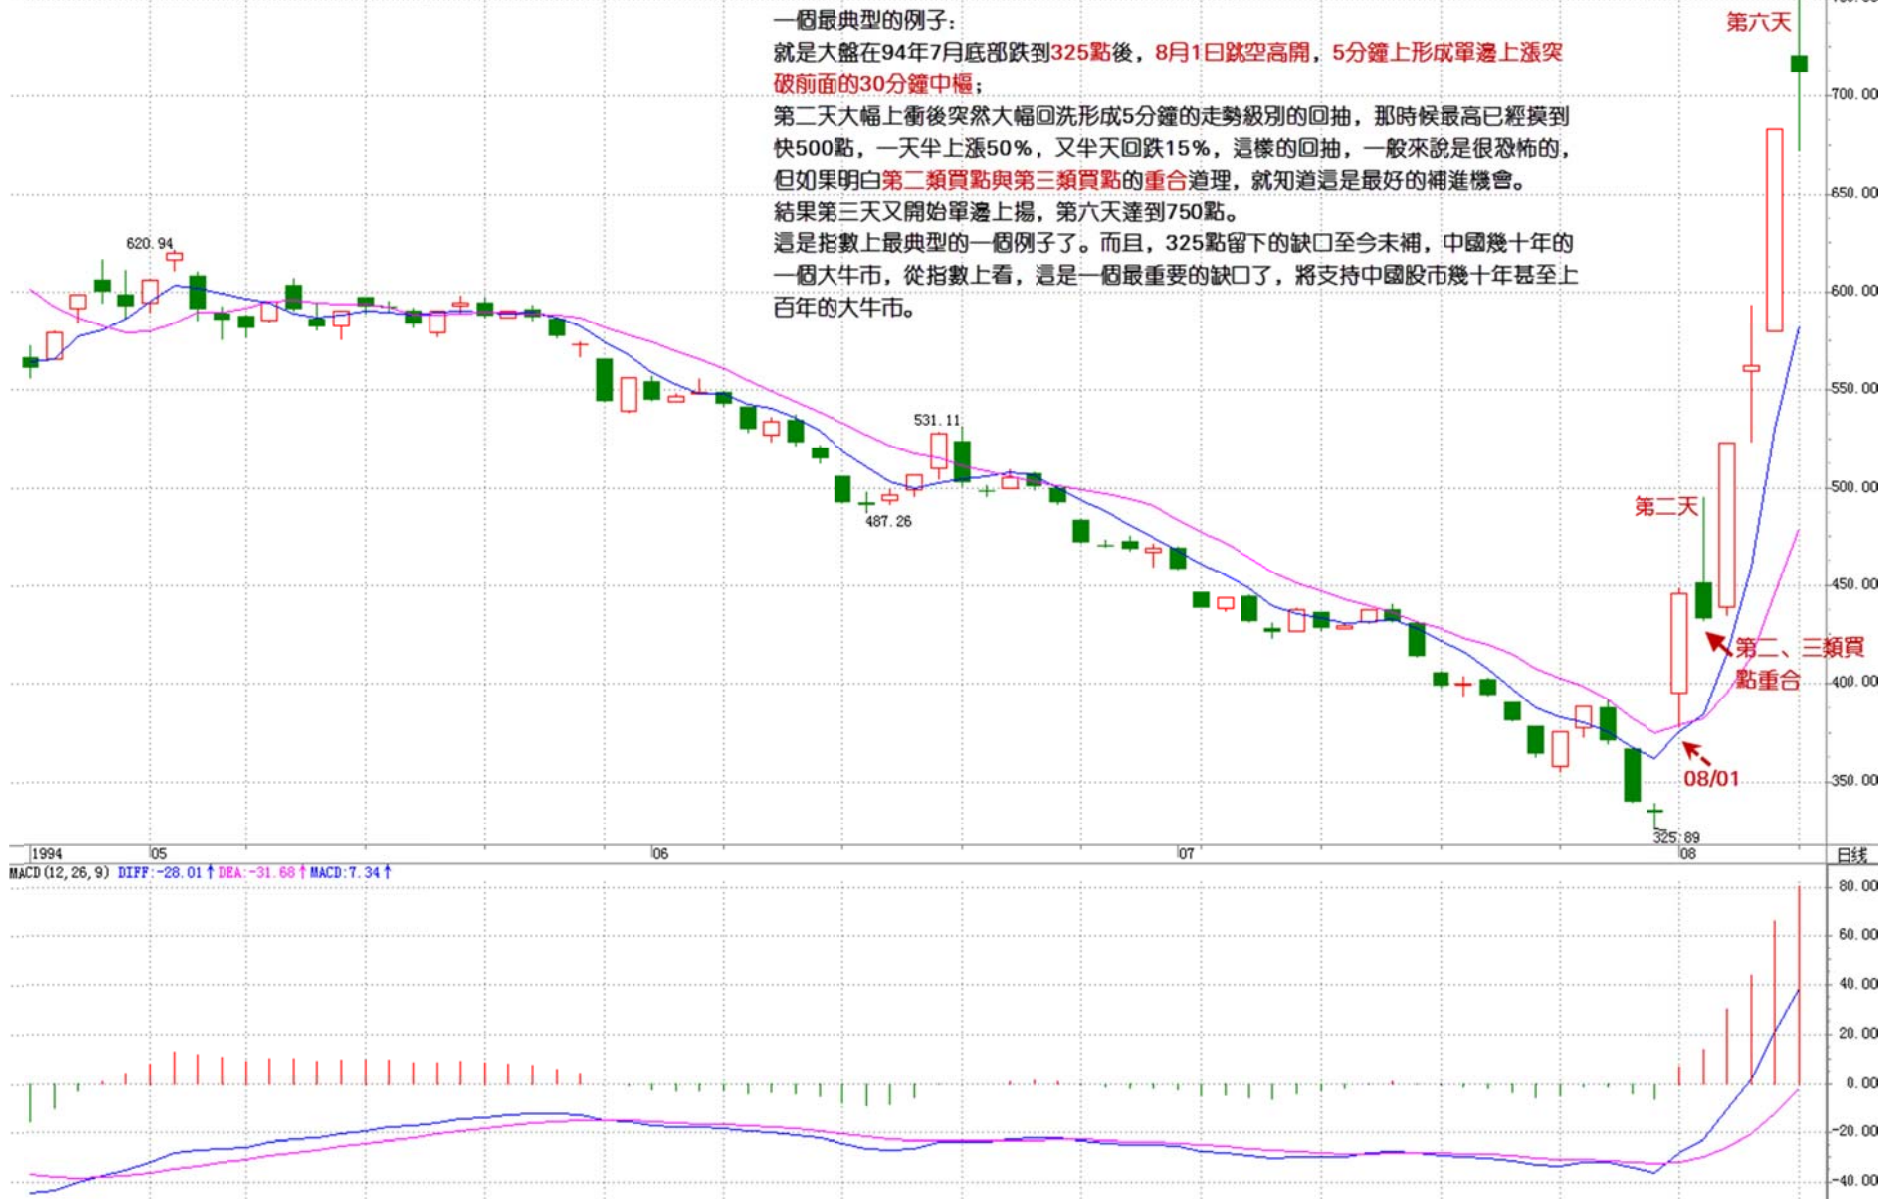 一個最典型的例子：
就是大盤在94年7月底部跌到325點後，8月1日跳空高開，5分鐘上形成單邊上漲突
破前面的30分鐘中樞；
第二天大幅上衝後突然大幅回洗形成5分鐘的走勢級別的回抽，那時候最高已經摸到
快500點，一天半上漲50%，又半天回跌15%，這樣的回抽，一般來說是很恐怖的，
但如果明白第二類買點與第三類買點的重合道理，就知道這是最好的補進機會。
結果第三天又開始單邊上揚，第六天達到750點。
這是指數上最典型的一個例子了。而且，325點留下的缺口至今未補，中國幾十年的
一個大牛市，從指數上看，這是一個最重要的缺口了，將支持中國股市幾十年甚至上
百年的大牛市。
第六天
700.00
650.00
620.94
600.00
550.00
531.11
500.00
第二天
487.26
450.00
第二、三類買
點重合
400.00
08/01
350.00
325.89
1994 05 06 07 08 日线
MACD(12,26,9) DIFF:-28.01↑ DEA:-31.68↑ MACD:7.34↑
80.00
60.00
40.00
20.00
0.00
-20.00
-40.00